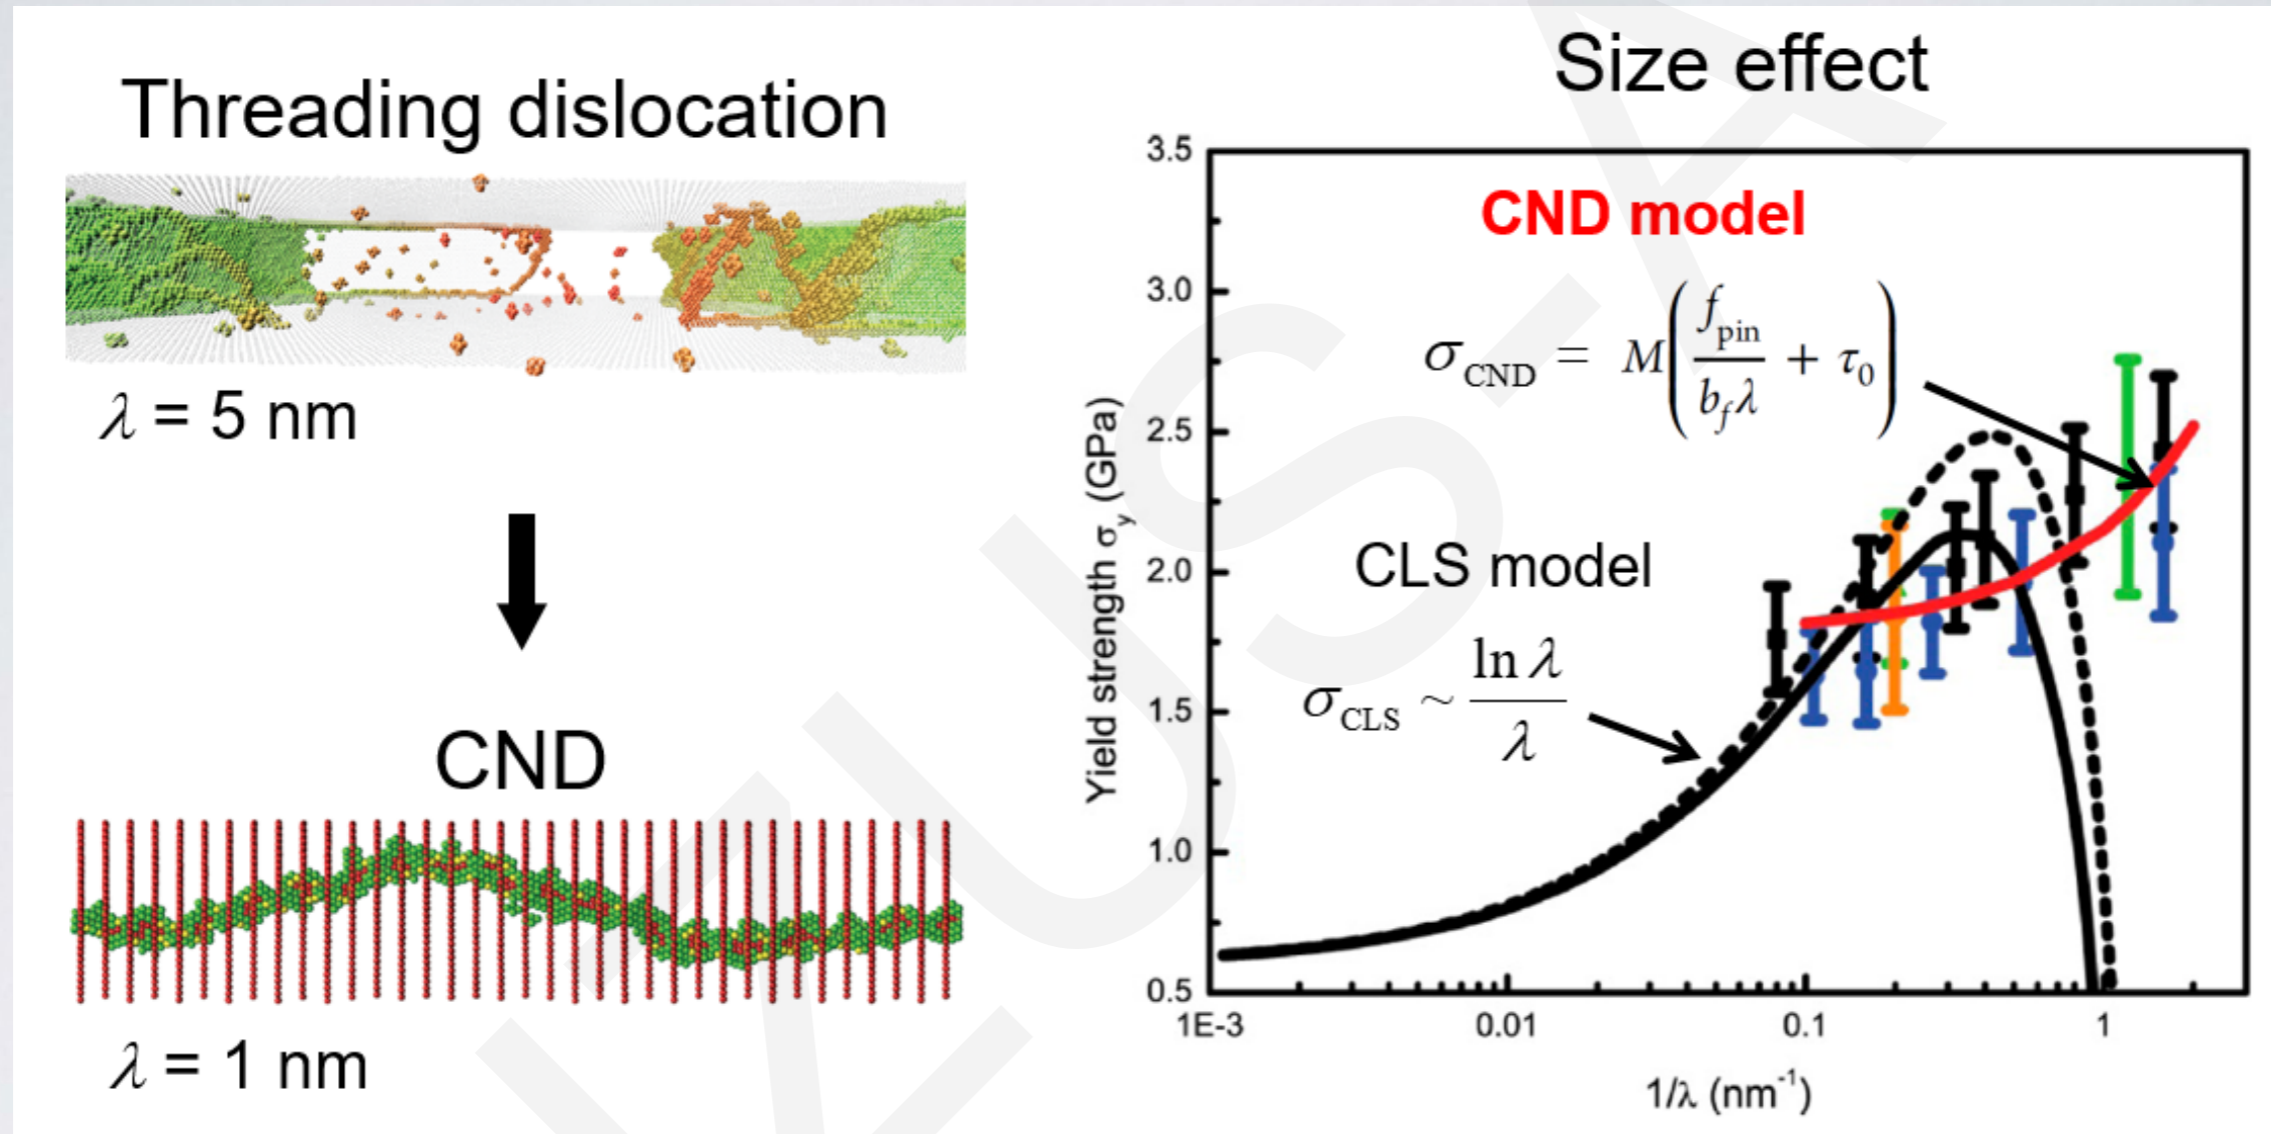 Threading dislocation
λ = 5 nm
CND
λ = 1 nm
Size effect
CND model
σ_CND = M(f_pin / b_f λ + τ_0)
CLS model
σ_CLS ~ ln λ / λ
Yield strength σ_y (GPa)
3.5
3.0
2.5
2.0
1.5
1.0
0.5
1E-3 0.01 0.1 1
1/λ (nm⁻¹)